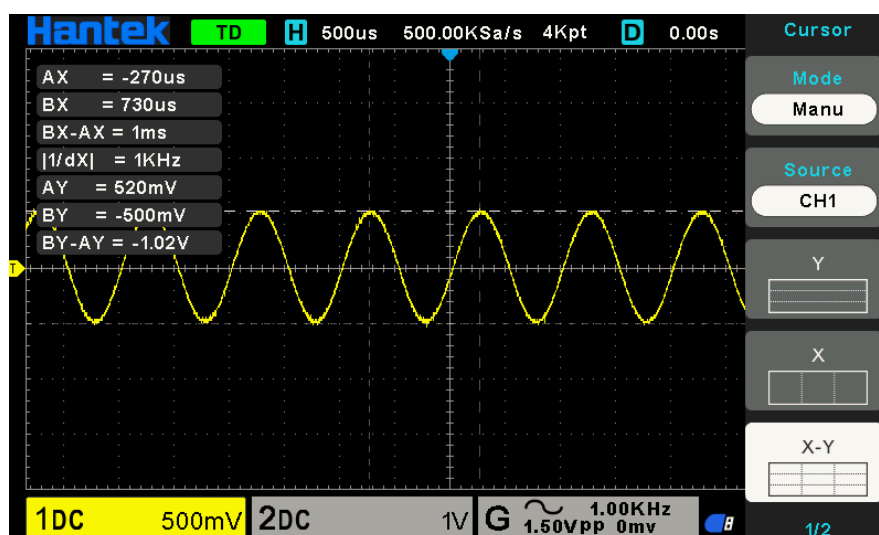 Hantek TD H 500us 500.00KSa/s 4Kpt D 0.00s Cursor
AX = -270us
BX = 730us
BX-AX = 1ms
|1/dX| = 1KHz
AY = 520mV
BY = -500mV
BY-AY = -1.02V
T
Mode
Manu
Source
CH1
Y
X
X-Y
1DC 500mV 2DC 1V G 1.00KHz
1.50Vpp 0mv
1/2